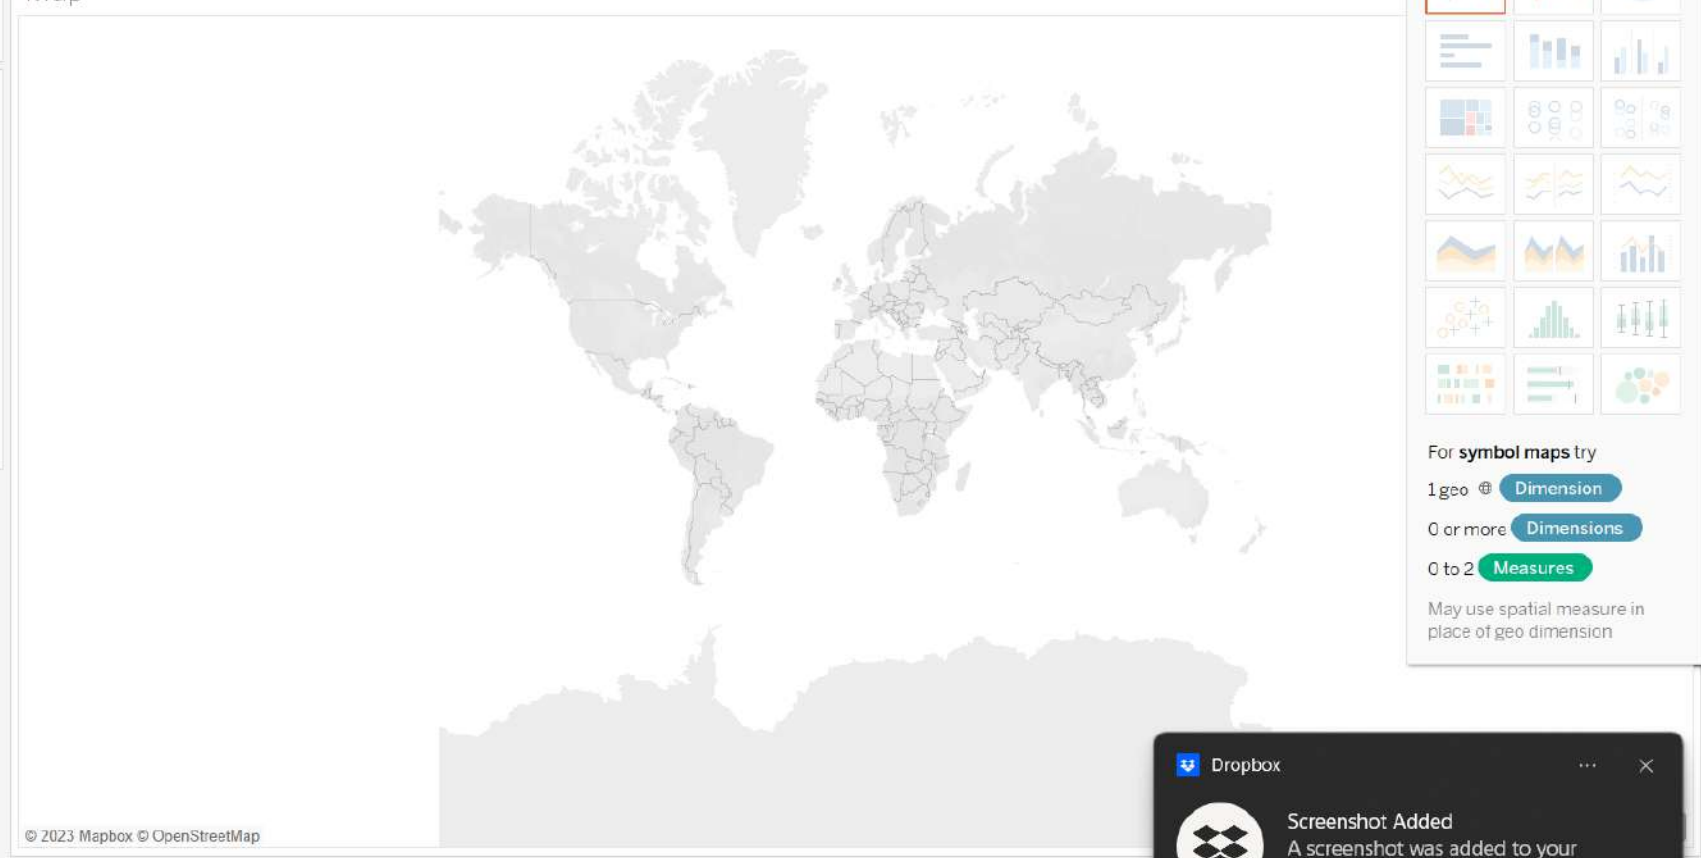 Map
For symbol maps try
1 geo Dimension
0 or more Dimensions
0 to 2 Measures
May use spatial measure in
place of geo dimension
© 2023 Mapbox © OpenStreetMap
Dropbox
Screenshot Added
A screenshot was added to your